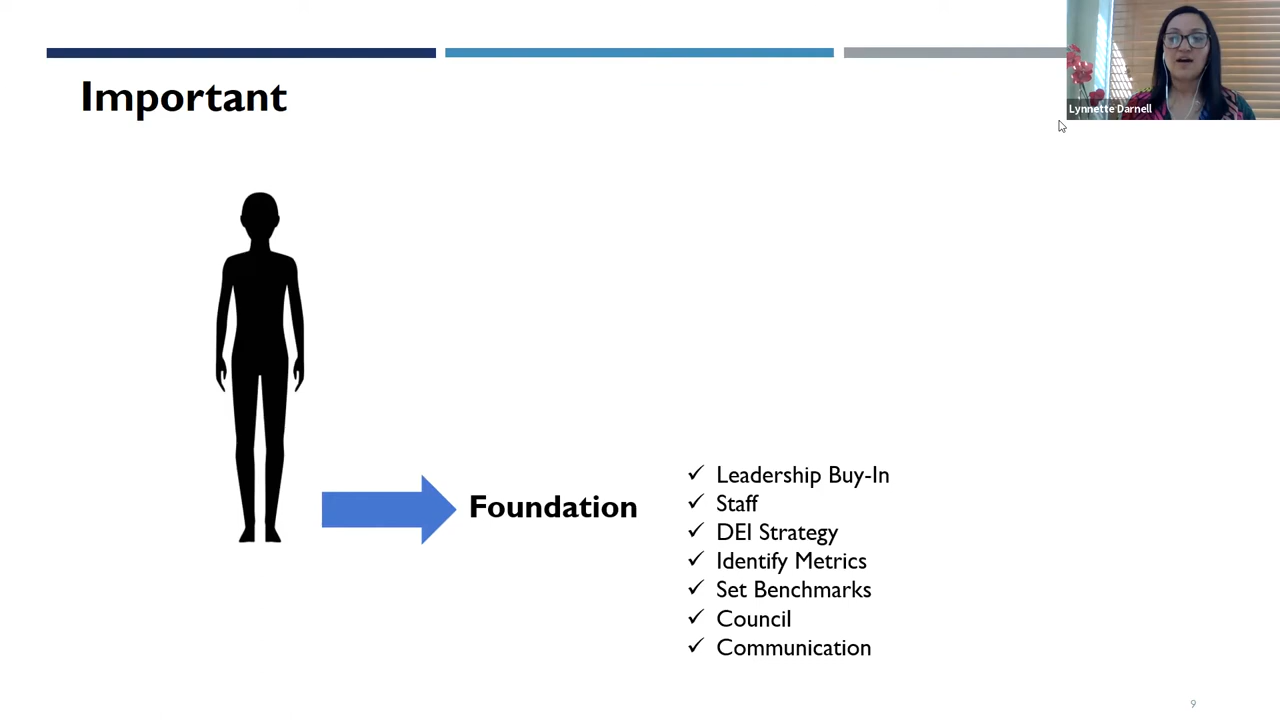 Important
Lynnette Darnell
Foundation
✓ Leadership Buy-In
✓ Staff
✓ DEI Strategy
✓ Identify Metrics
✓ Set Benchmarks
✓ Council
✓ Communication
9